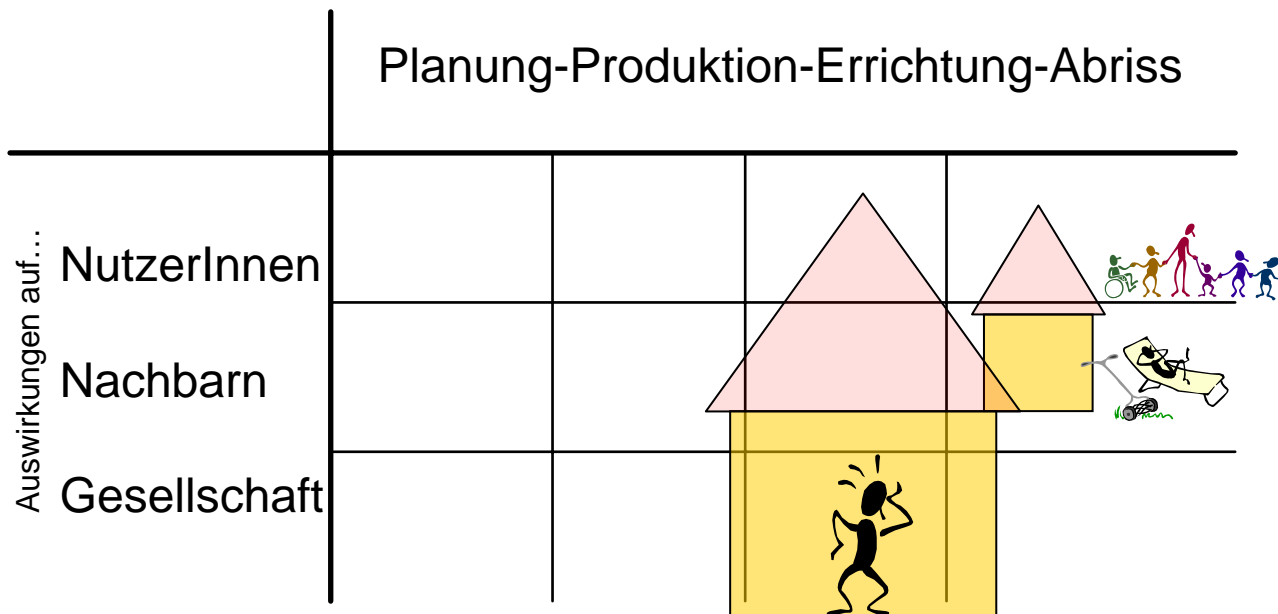 Planung-Produktion-Errichtung-Abriss
Auswirkungen auf…
NutzerInnen
Nachbarn
Gesellschaft